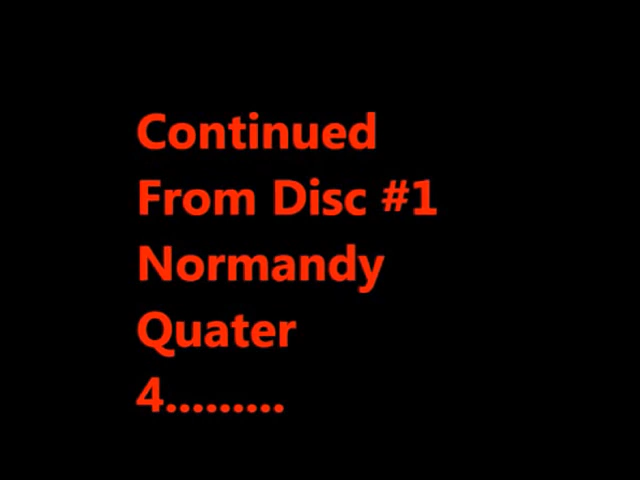 Continued
From Disc #1
Normandy
Quater
4.........